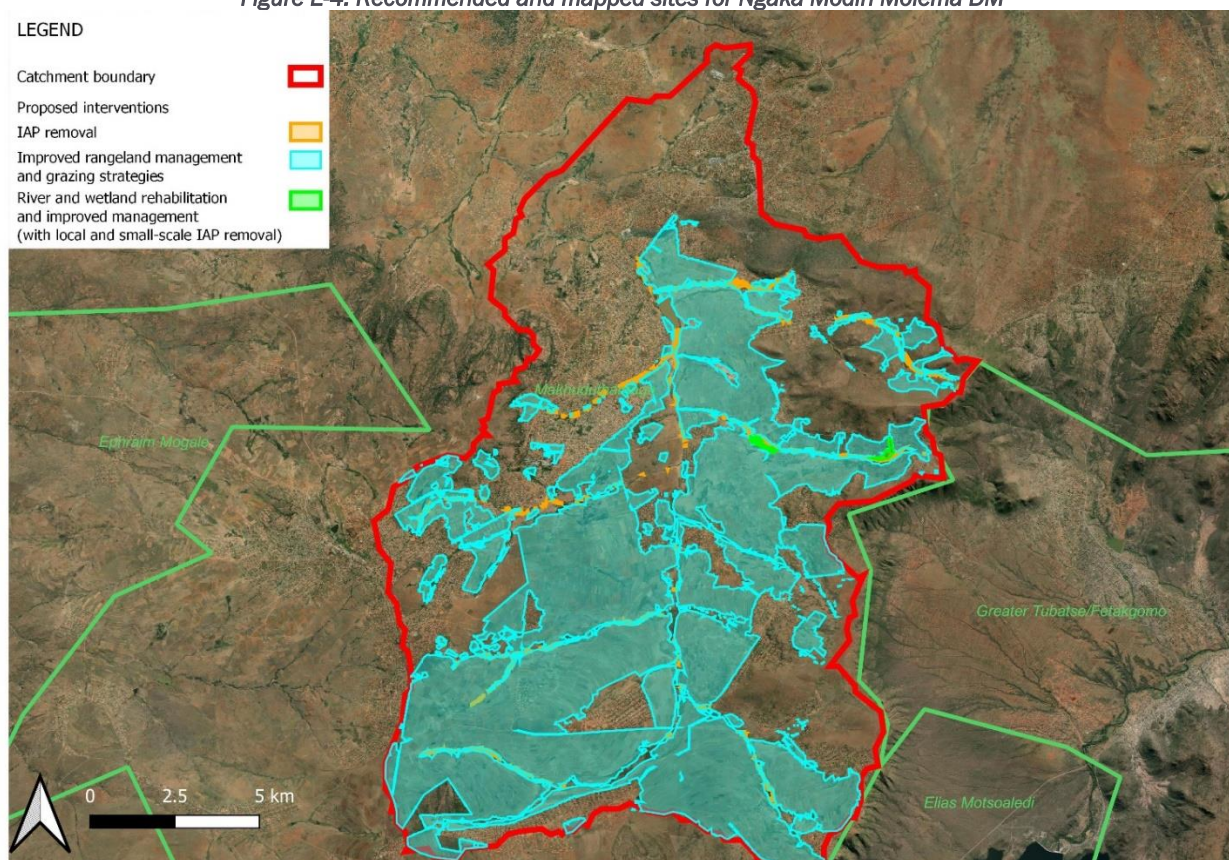 Figure E-4: Recommended and mapped sites for Ngaka Modiri Molema DM
LEGEND
Catchment boundary
Proposed interventions
IAP removal
Improved rangeland management
and grazing strategies
River and wetland rehabilitation
and improved management
(with local and small-scale IAP removal)
Ephraim Mogale
Greater Tubatse/Fetakgomo
Elias Motsoaledi
0 2.5 5 km